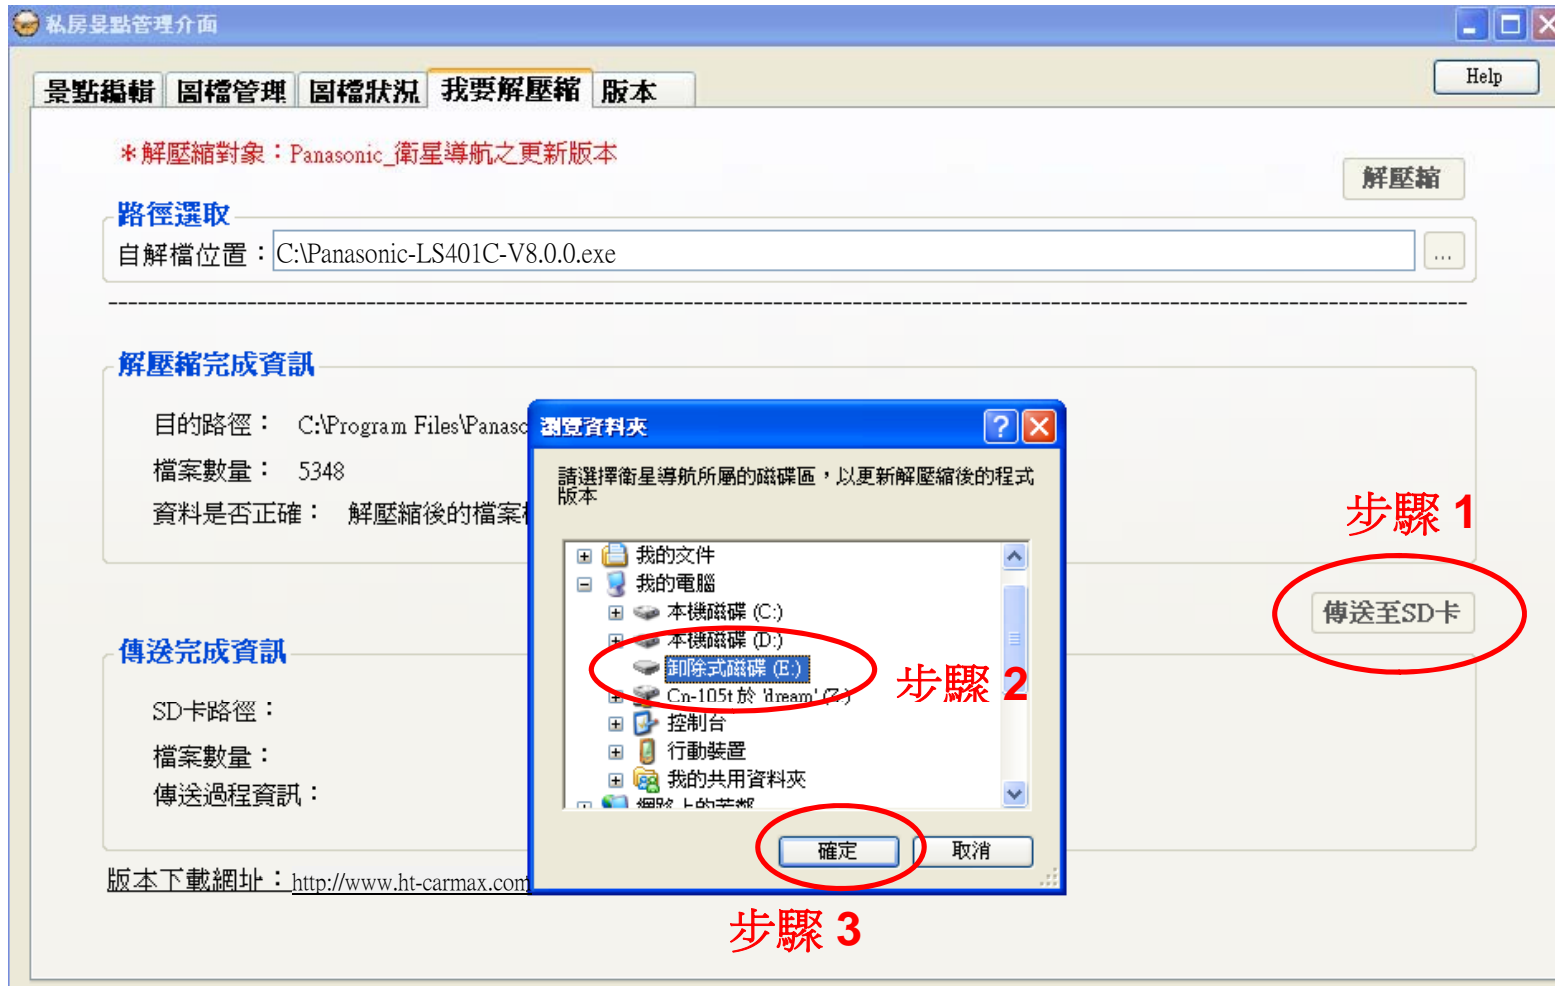 私房景點管理介面
景點編輯 圖檔管理 圖檔狀況 我要解壓縮 版本
Help
*解壓縮對象：Panasonic_衛星導航之更新版本
解壓縮
路徑選取
自解檔位置：C:\Panasonic-LS401C-V8.0.0.exe
...
解壓縮完成資訊
目的路徑： C:\Program Files\Panaso
檔案數量： 5348
資料是否正確： 解壓縮後的檔案
瀏覽資料夾
請選擇衛星導航所屬的磁碟區，以更新解壓縮後的程式
版本
我的文件
我的電腦
本機磁碟 (C:)
本機磁碟 (D:)
卸除式磁碟 (E:)
Cn-105t 於 'dream' (Z:)
控制台
行動裝置
我的共用資料夾
網路上的芳鄰
確定 取消
步驟 1
傳送至SD卡
步驟 2
步驟 3
傳送完成資訊
SD卡路徑：
檔案數量：
傳送過程資訊：
版本下載網址：http://www.ht-carmax.com